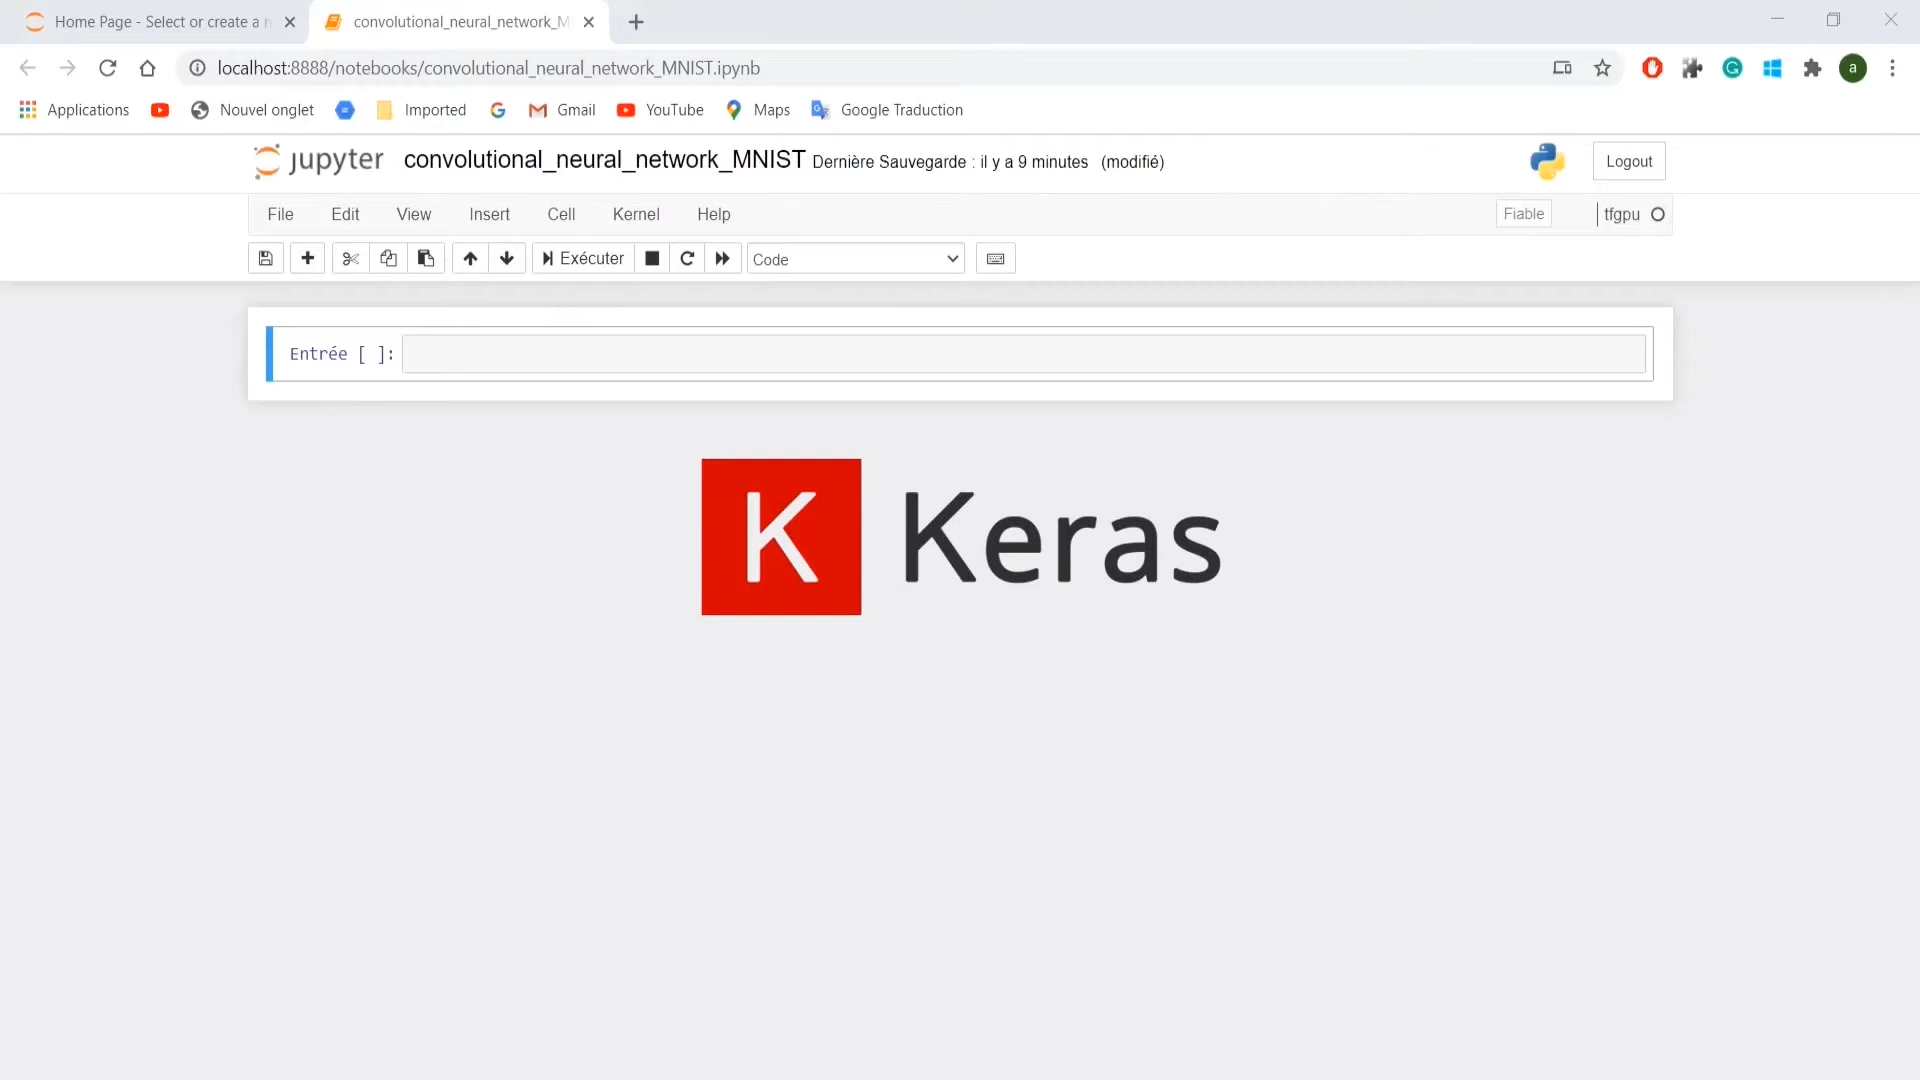 Home Page - Select or create a n
convolutional_neural_network_M
localhost:8888/notebooks/convolutional_neural_network_MNIST.ipynb
a
Applications Nouvel onglet Imported Gmail YouTube Maps Google Traduction
jupyter convolutional_neural_network_MNIST Dernière Sauvegarde : il y a 9 minutes (modifié)
Logout
File Edit View Insert Cell Kernel Help
Fiable
tfgpu
Exécuter
Code
Entrée [ ]:
K Keras